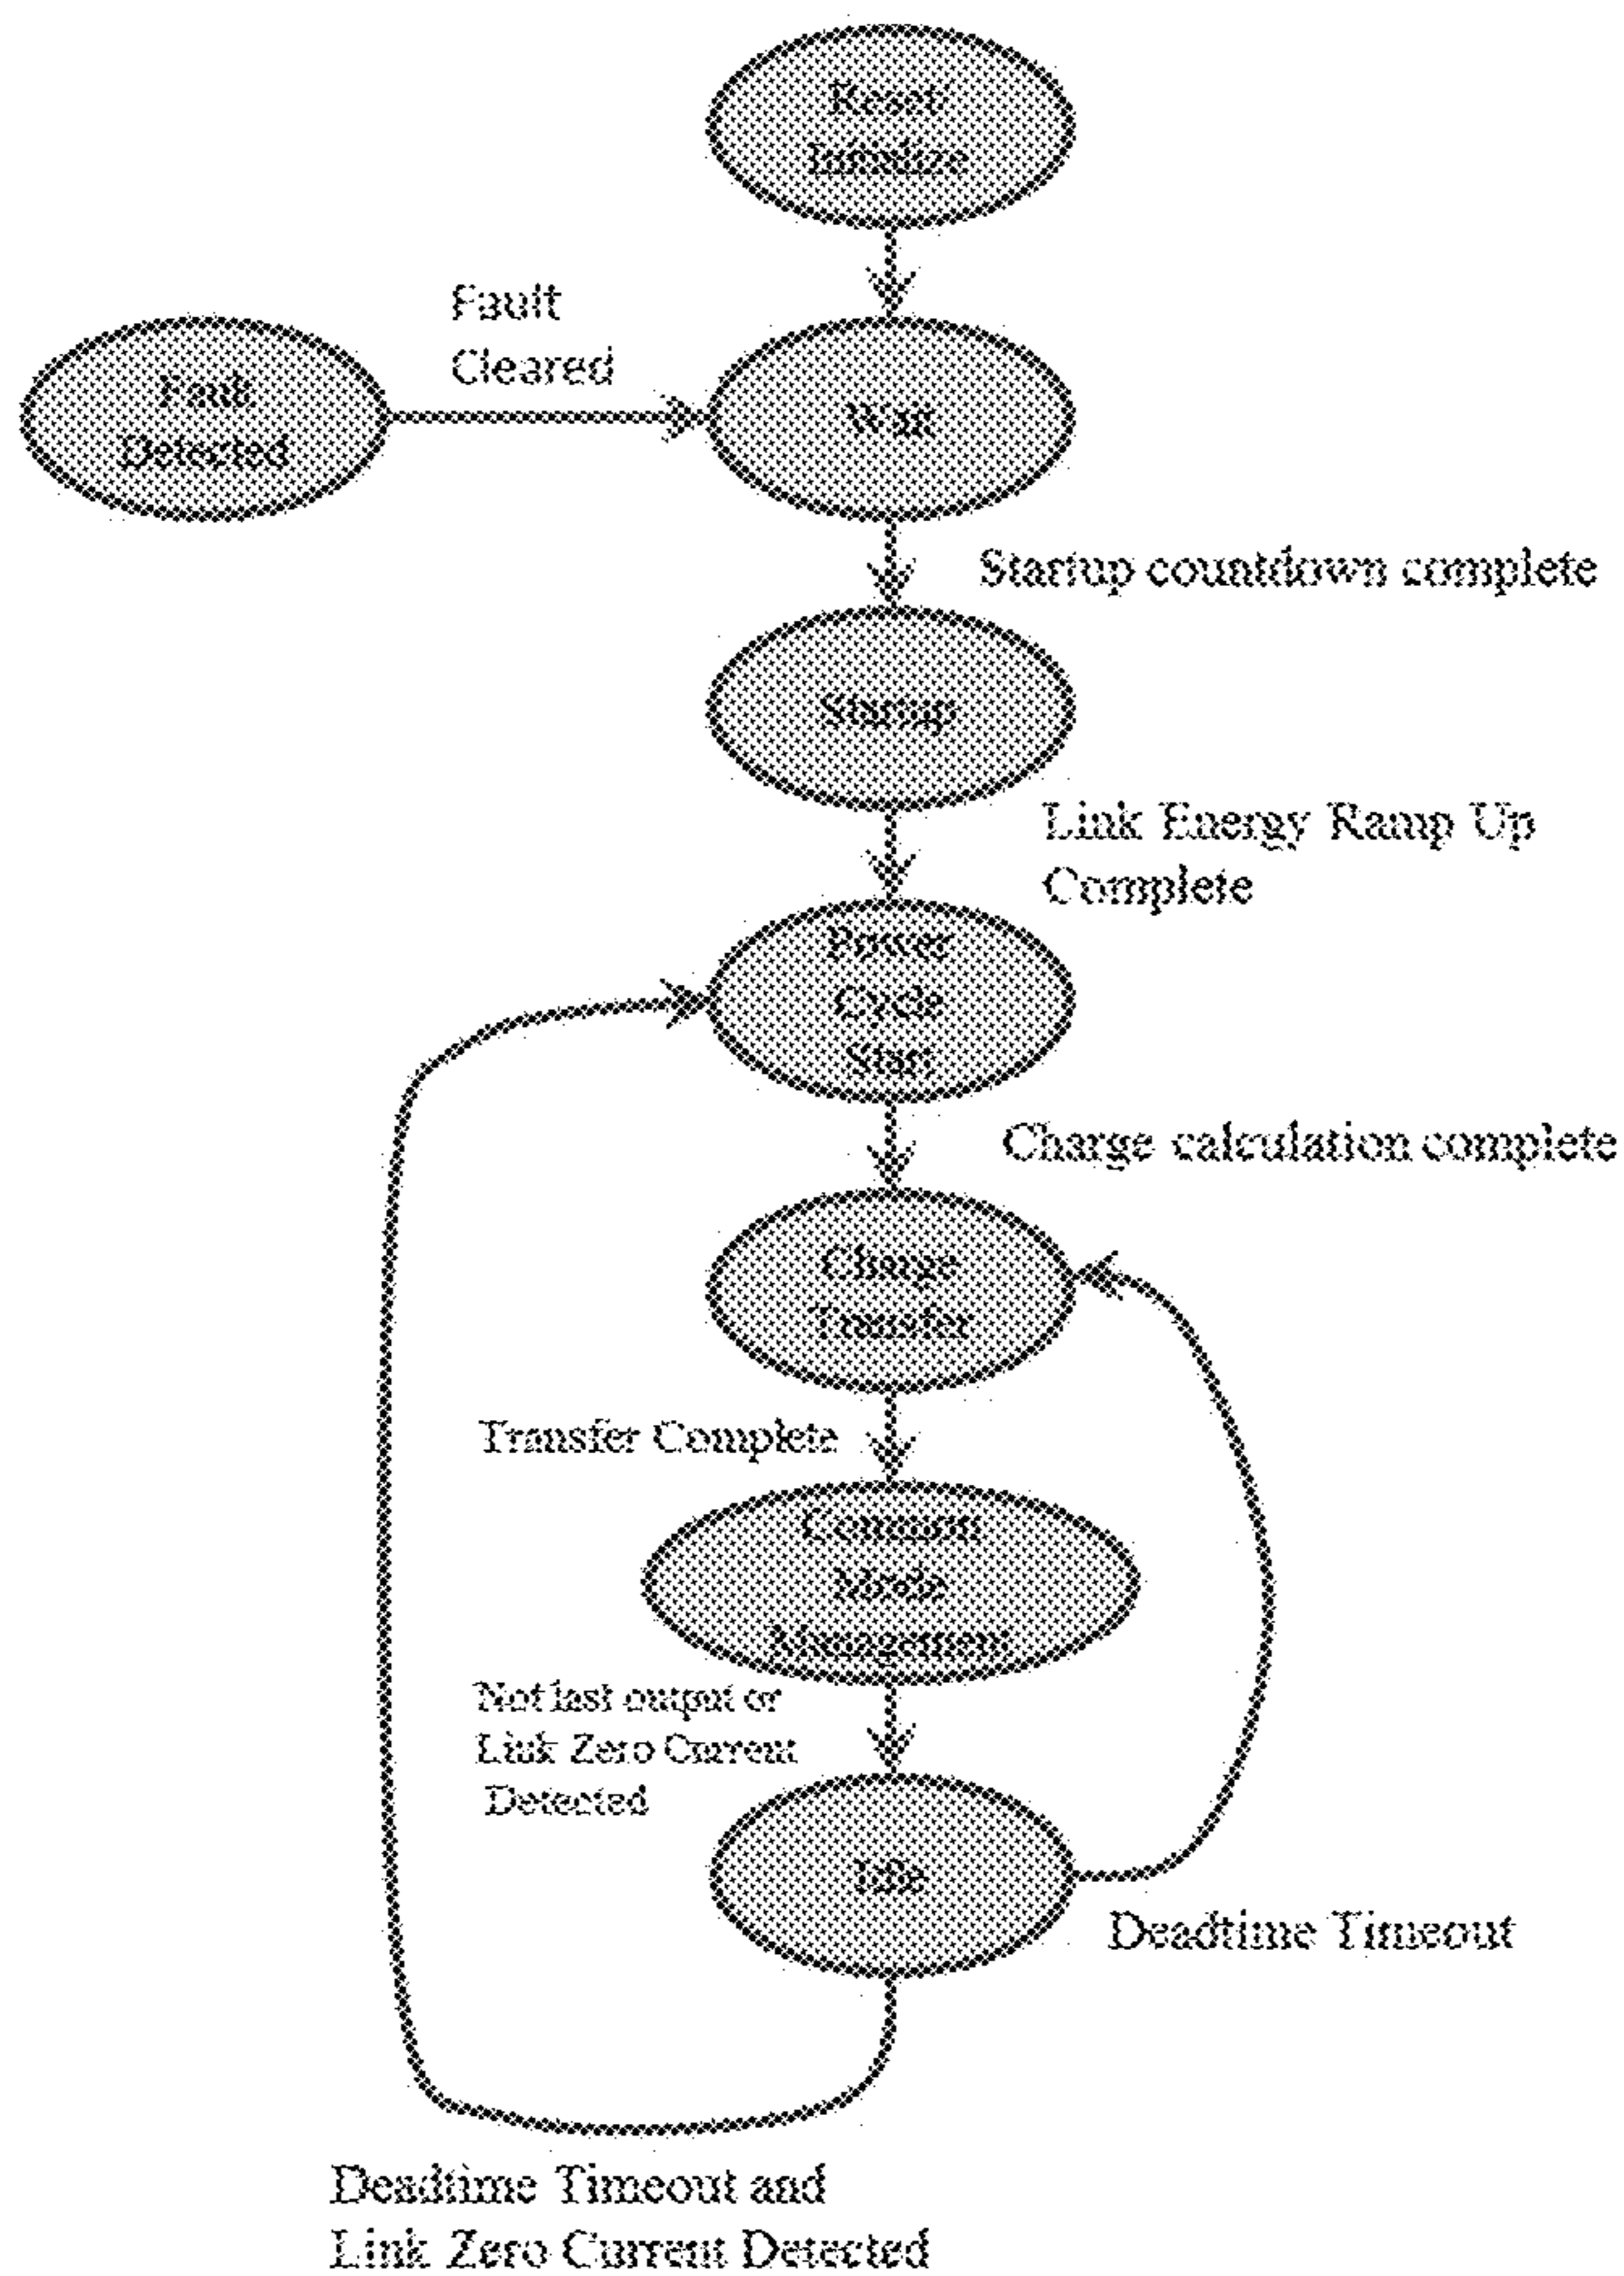 Reset/
Initialize
Fault
Cleared
Fault
Detected
Wait
Startup countdown complete
Startup
Link Energy Ramp Up
Complete
Power
Cycle
Start
Charge calculation complete
Charge
Transfer
Transfer Complete
Common
Mode
Management
Not last output or
Link Zero Current
Detected
Idle
Deadtime Timeout
Deadtime Timeout and
Link Zero Current Detected